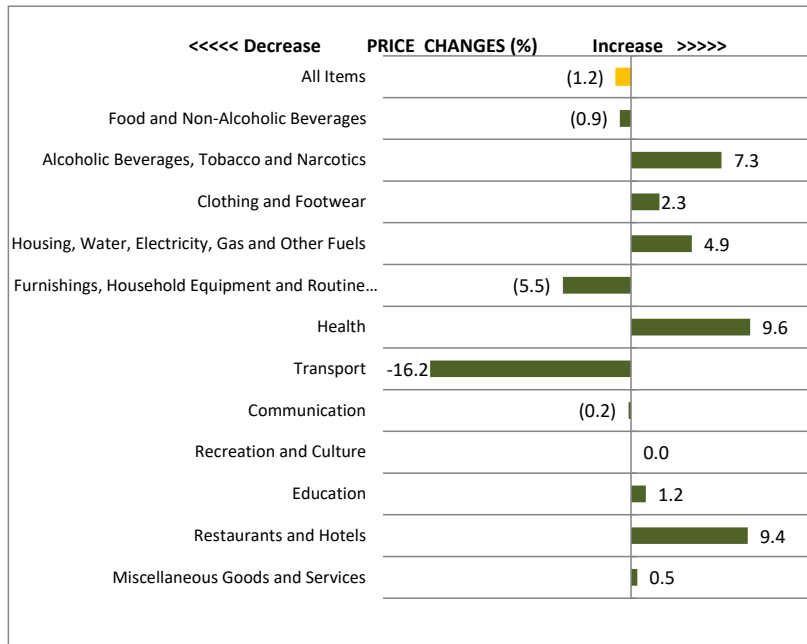 <<<<< Decrease PRICE CHANGES (%) Increase >>>>>
All Items (1.2)
Food and Non-Alcoholic Beverages (0.9)
Alcoholic Beverages, Tobacco and Narcotics 7.3
Clothing and Footwear 2.3
Housing, Water, Electricity, Gas and Other Fuels 4.9
Furnishings, Household Equipment and Routine... (5.5)
Health 9.6
Transport -16.2
Communication (0.2)
Recreation and Culture 0.0
Education 1.2
Restaurants and Hotels 9.4
Miscellaneous Goods and Services 0.5